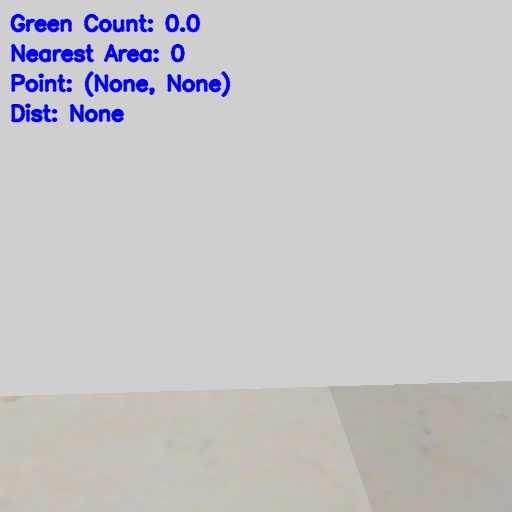 Green Count: 0.0
Nearest Area: 0
Point: (None, None)
Dist: None